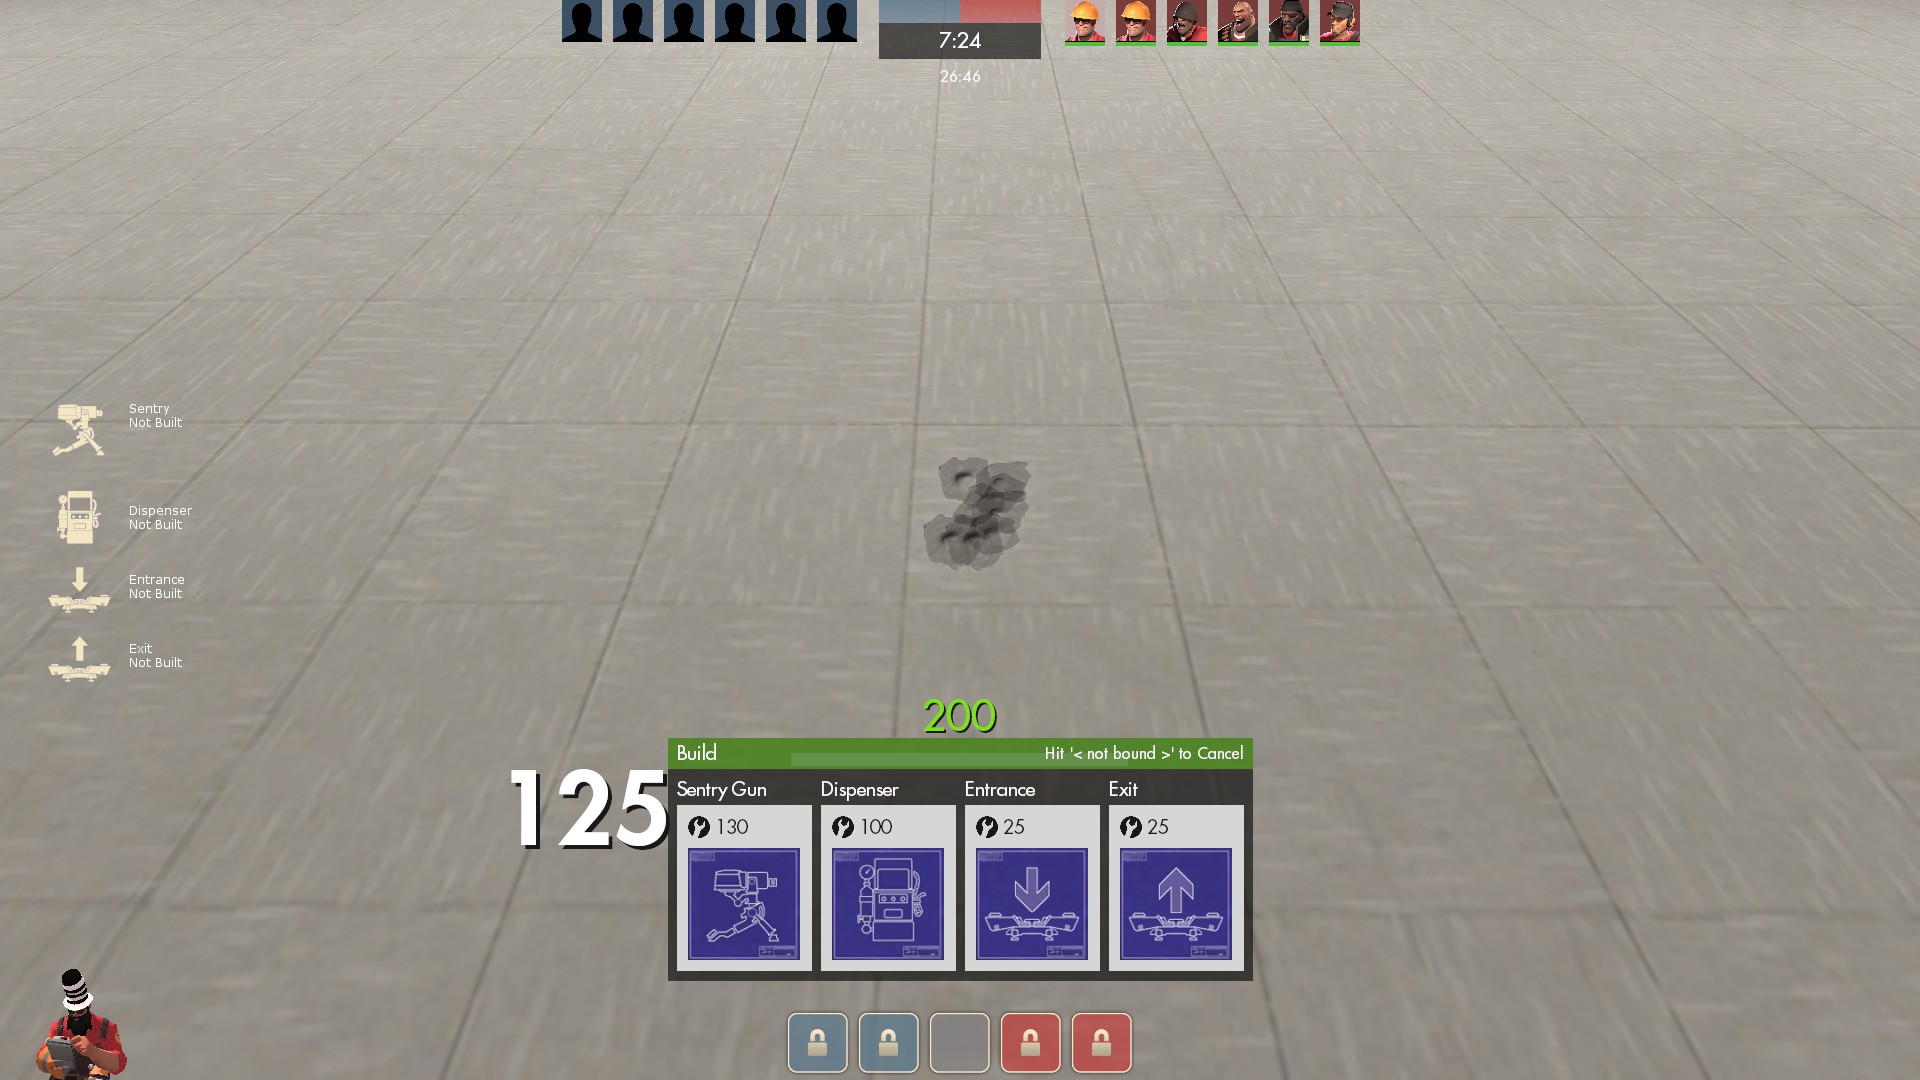 7:24
26:46
Sentry
Not Built
Dispenser
Not Built
Entrance
Not Built
Exit
Not Built
200
125
Build
Hit '< not bound >' to Cancel
Sentry Gun
Dispenser
Entrance
Exit
130
100
25
25